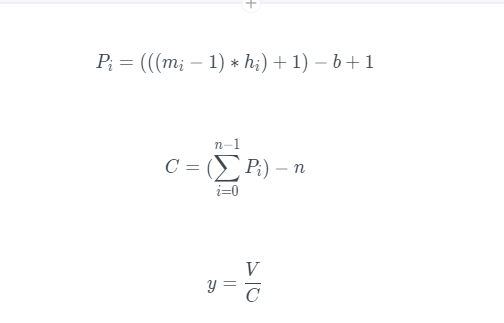 P_i = (((m_i − 1) ∗ h_i) + 1) − b + 1
C = (∑_{i=0}^{n−1} P_i) − n
y = V/C